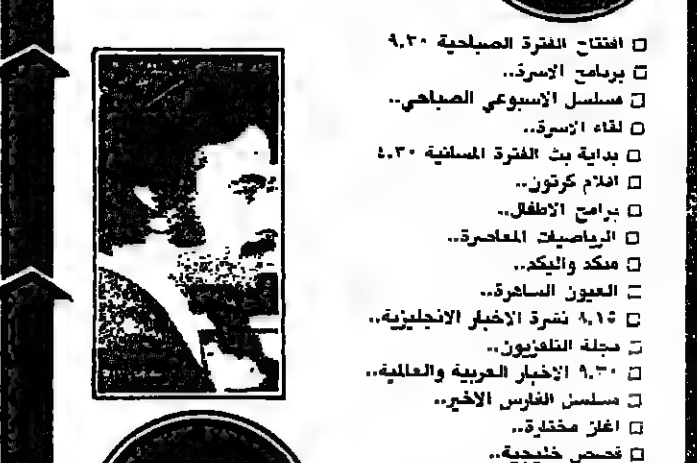 □ افتتاح الفترة الصباحية ٩,٣٠
□ برنامج الاسرة..
□ مسلسل الاسبوعي الصباحي..
□ لقاء الاسرة..
□ بداية بث الفترة المسائية ٤,٣٠
□ افلام كرتون..
□ برامج الاطفال..
□ الرياضيات المعاصرة..
□ منكد واليكد..
□ العيون الساهرة..
□ ٨,١٥ نشرة الاخبار الانجليزية..
□ مجلة التلفزيون..
□ ٩,٣٠ الاخبار العربية والعالمية..
□ مسلسل الفارس الاخير..
□ اغان مختارة..
□ قصص خليجية..